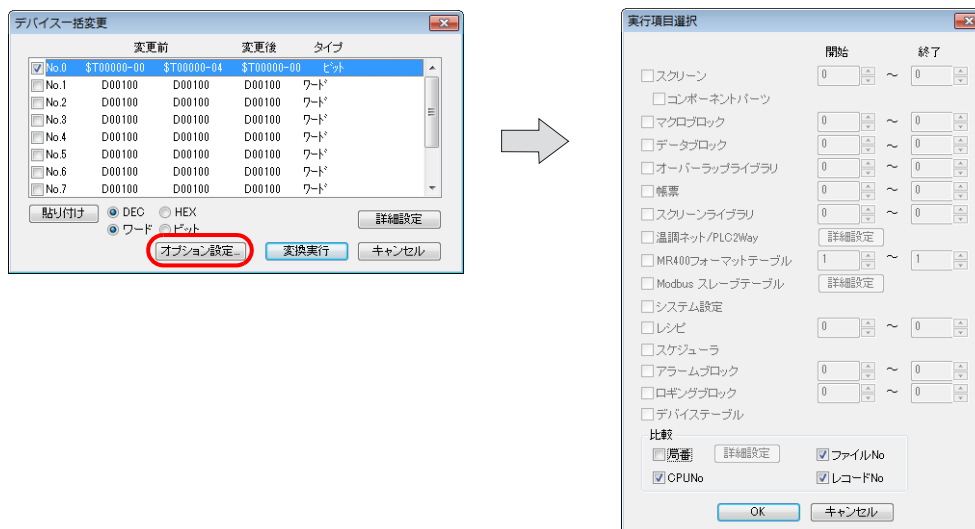 デバイス一括変更
変更前 変更後 タイプ
No.0 $T00000-00 $T00000-04 $T00000-00 ビット
No.1 D00100 D00100 D00100 ワード
No.2 D00100 D00100 D00100 ワード
No.3 D00100 D00100 D00100 ワード
No.4 D00100 D00100 D00100 ワード
No.5 D00100 D00100 D00100 ワード
No.6 D00100 D00100 D00100 ワード
No.7 D00100 D00100 D00100 ワード
貼り付け DEC HEX 詳細設定
ワード ビット
オプション設定... 変換実行 キャンセル
実行項目選択
開始 終了
スクリーン 0 ～ 0
コンポーネントパーツ
マクロブロック 0 ～ 0
データブロック 0 ～ 0
オーバーラップライブラリ 0 ～ 0
帳票 0 ～ 0
スクリーンライブラリ 0 ～ 0
温調ネット/PLC2Way 詳細設定
MR400フォーマットテーブル 1 ～ 1
Modbus スレーブテーブル 詳細設定
システム設定
レシピ 0 ～ 0
スケジューラ
アラームブロック 0 ～ 0
ロギングブロック 0 ～ 0
デバイステーブル
比較
局番 詳細設定 ファイルNo
CPUNo レコードNo
OK キャンセル